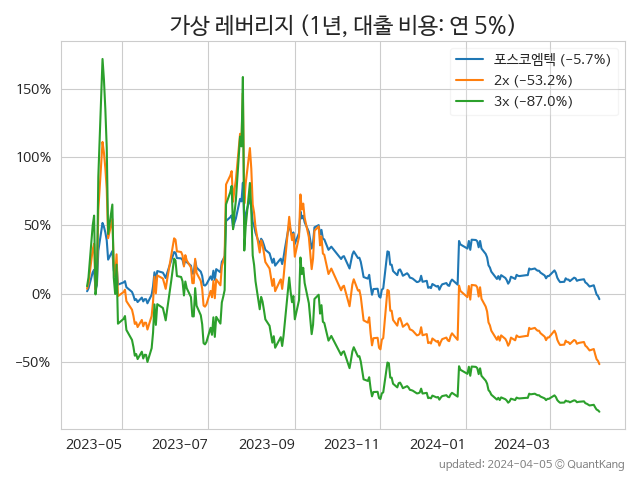 가상 레버리지 (1년, 대출 비용: 연 5%)
포스코엠텍 (−5.7%)
2x (−53.2%)
3x (−87.0%)
150%
100%
50%
0%
−50%
2023-05 2023-07 2023-09 2023-11 2024-01 2024-03
updated: 2024-04-05 © QuantKang